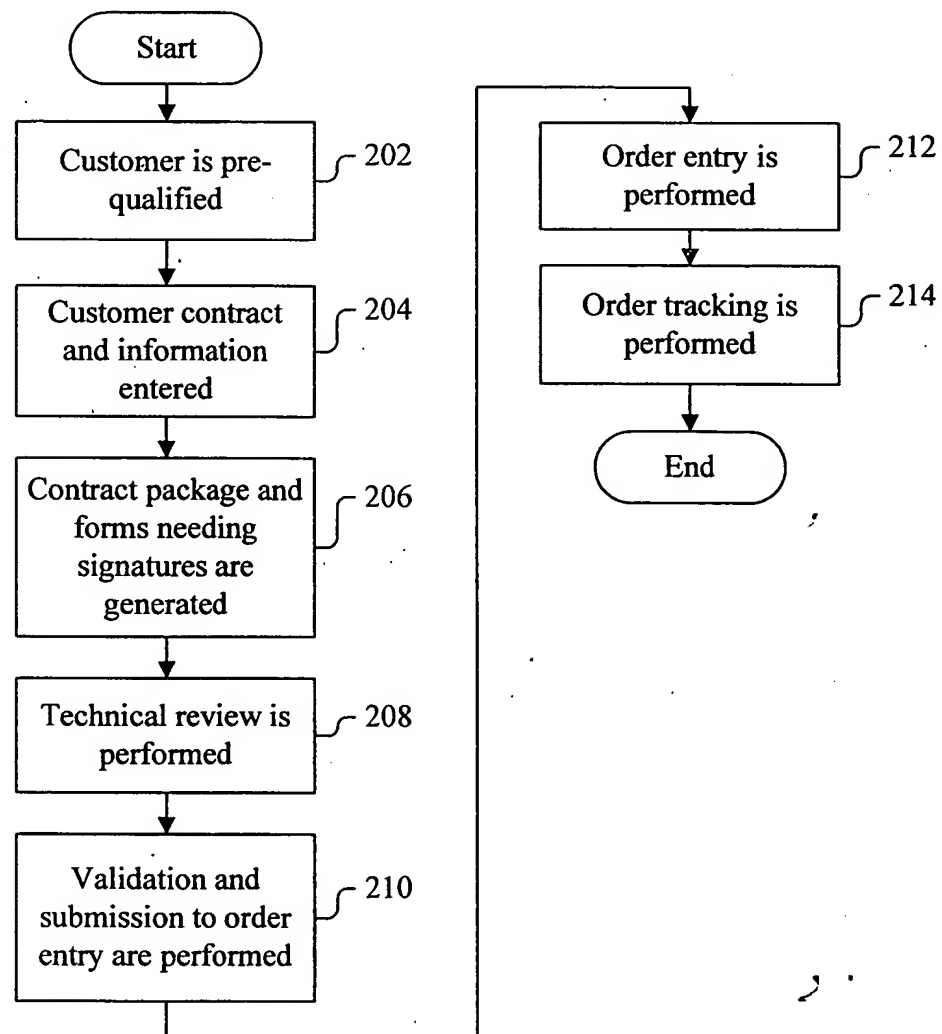 Start
Customer is pre-
qualified
202
Customer contract
and information
entered
204
Contract package and
forms needing
signatures are
generated
206
Technical review is
performed
208
Validation and
submission to order
entry are performed
210
Order entry is
performed
212
Order tracking is
performed
214
End